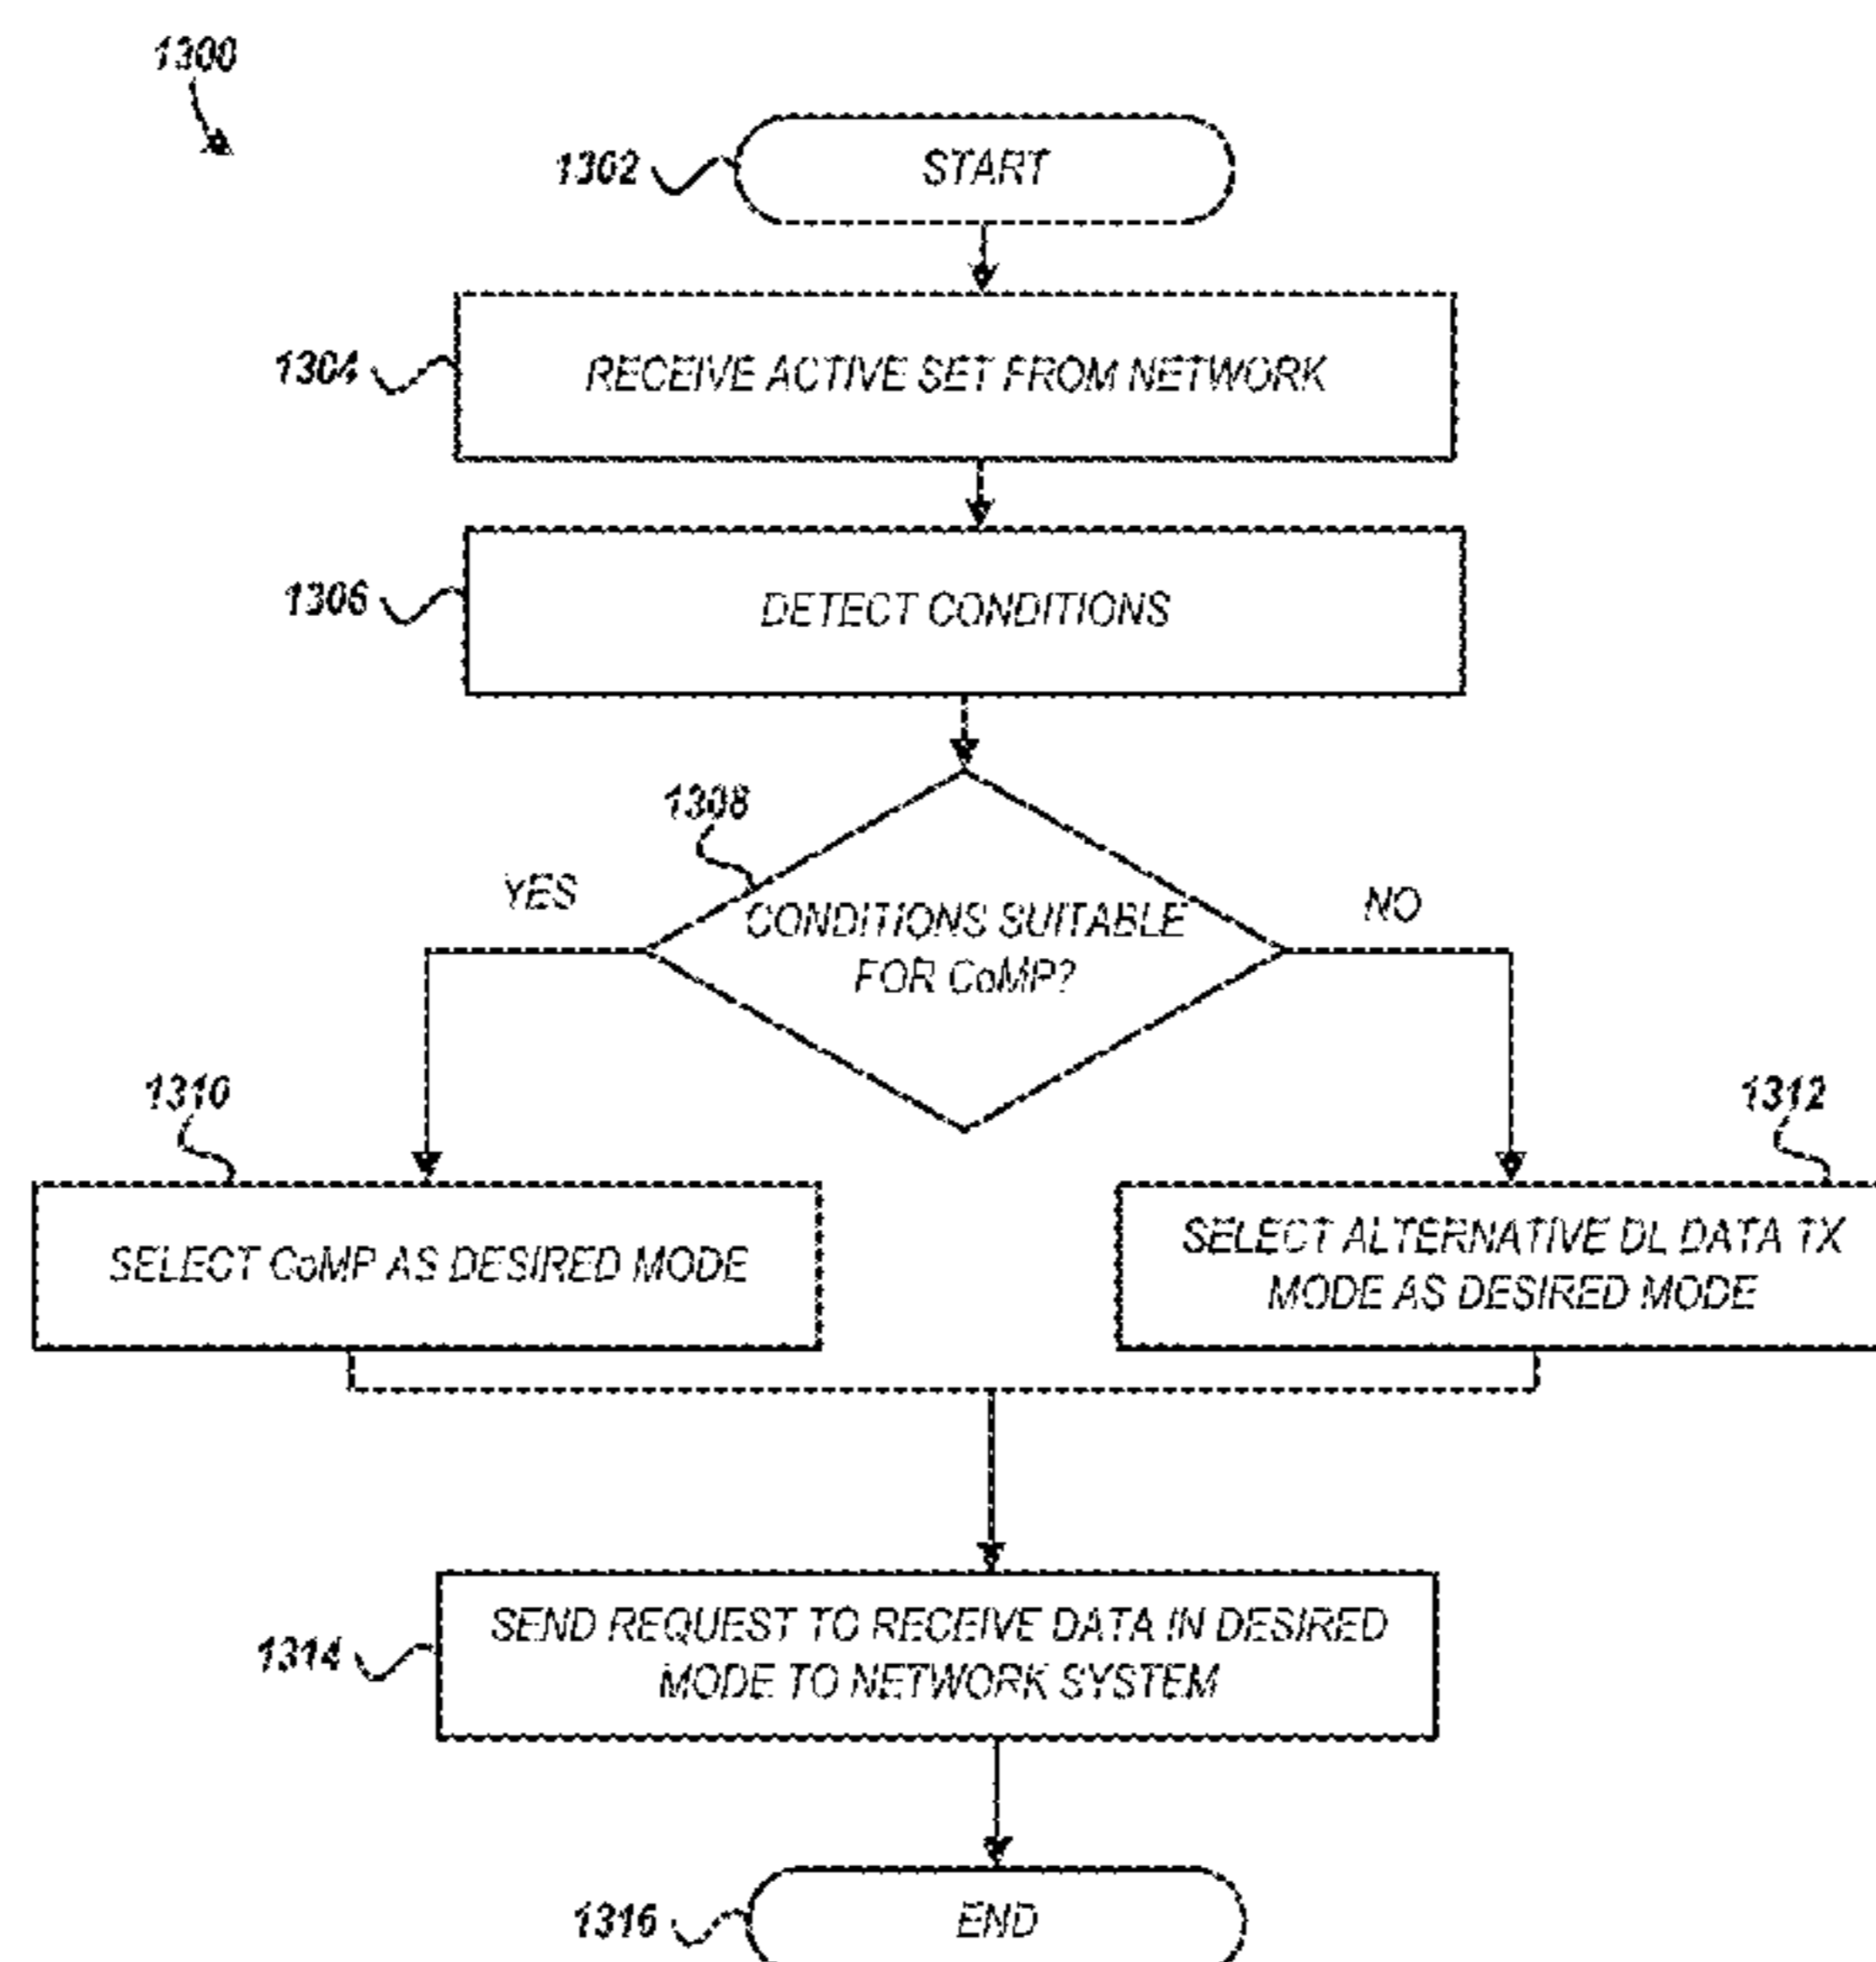 1300
1302
START
1304
RECEIVE ACTIVE SET FROM NETWORK
1306
DETECT CONDITIONS
1308
YES
NO
CONDITIONS SUITABLE
FOR CoMP?
1310
1312
SELECT CoMP AS DESIRED MODE
SELECT ALTERNATIVE DL DATA TX
MODE AS DESIRED MODE
1314
SEND REQUEST TO RECEIVE DATA IN DESIRED
MODE TO NETWORK SYSTEM
1316
END